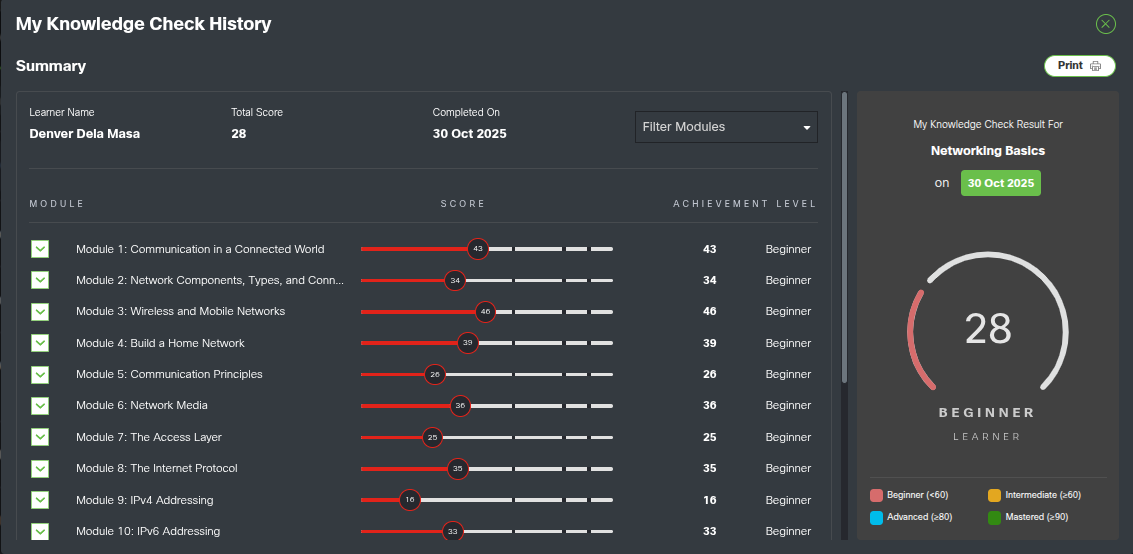 My Knowledge Check History
Summary
Print
Learner Name
Total Score
Completed On
Denver Dela Masa
28
30 Oct 2025
Filter Modules
MODULE
SCORE
ACHIEVEMENT LEVEL
Module 1: Communication in a Connected World 43 43 Beginner
Module 2: Network Components, Types, and Conn... 34 34 Beginner
Module 3: Wireless and Mobile Networks 46 46 Beginner
Module 4: Build a Home Network 39 39 Beginner
Module 5: Communication Principles 26 26 Beginner
Module 6: Network Media 36 36 Beginner
Module 7: The Access Layer 25 25 Beginner
Module 8: The Internet Protocol 35 35 Beginner
Module 9: IPv4 Addressing 16 16 Beginner
Module 10: IPv6 Addressing 33 33 Beginner
My Knowledge Check Result For
Networking Basics
on 30 Oct 2025
28
BEGINNER
LEARNER
Beginner (<60) Intermediate (≥60)
Advanced (≥80) Mastered (≥90)